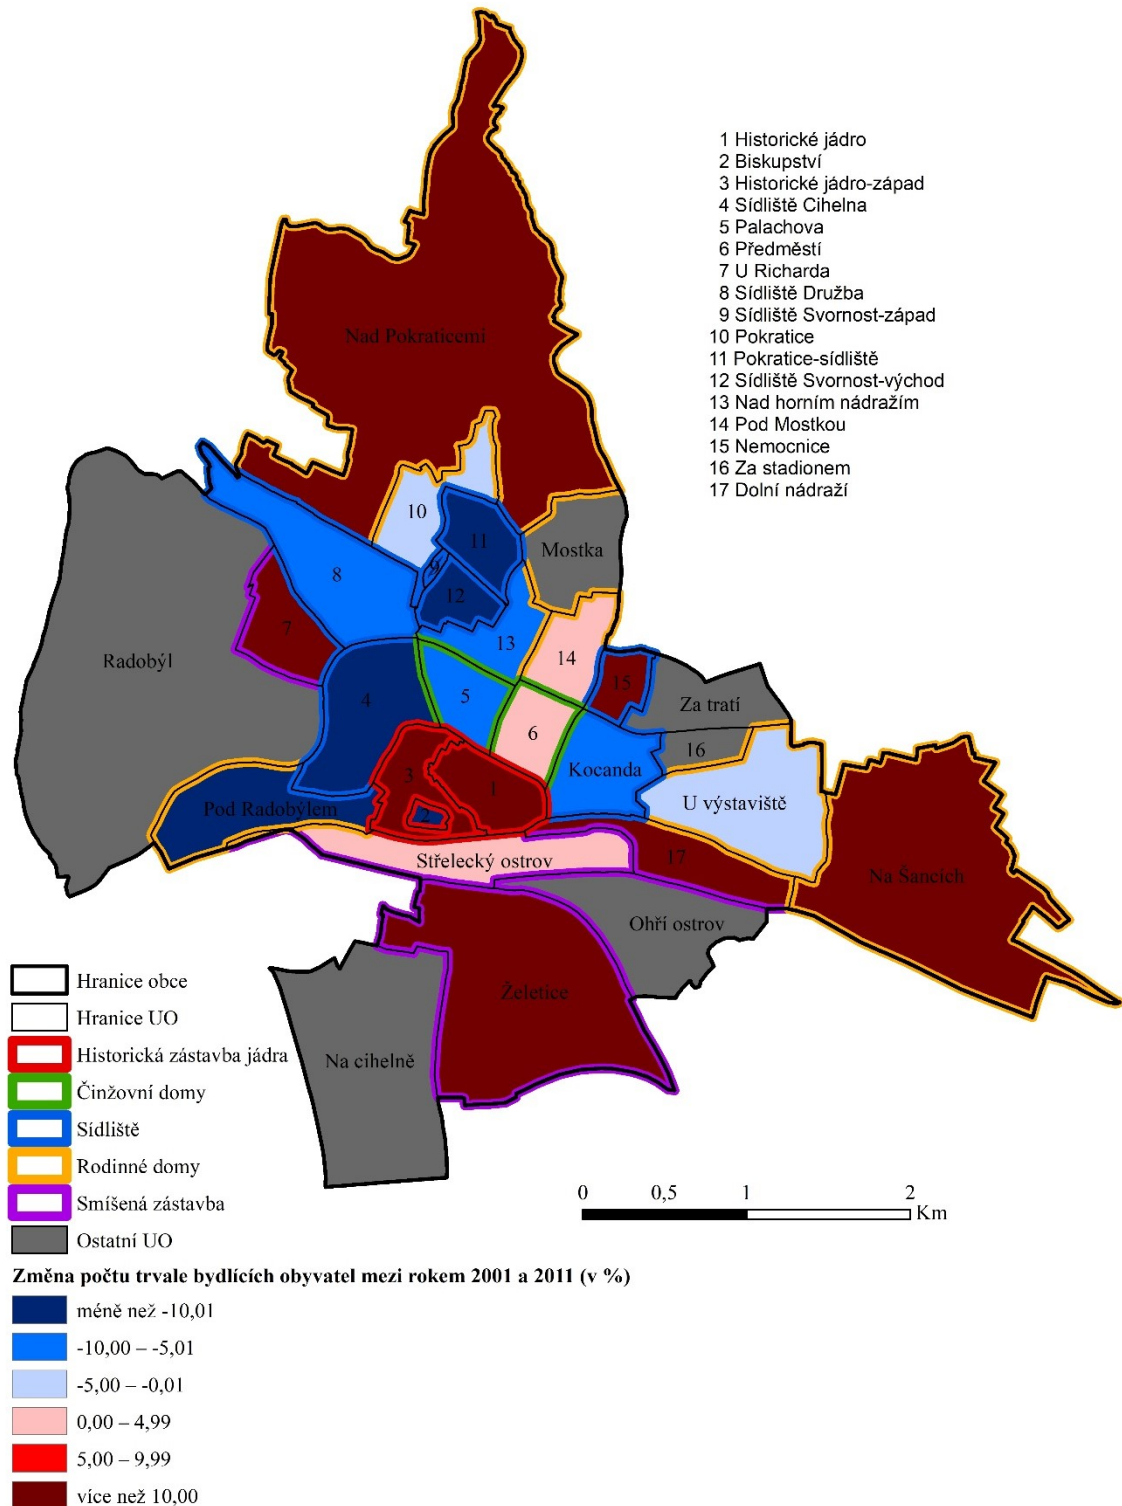 1 Historické jádro
2 Biskupství
3 Historické jádro-západ
4 Sídliště Cihelna
5 Palachova
6 Předměstí
7 U Richarda
8 Sídliště Družba
9 Sídliště Svornost-západ
10 Pokratice
11 Pokratice-sídliště
12 Sídliště Svornost-východ
13 Nad horním nádražím
14 Pod Mostkou
15 Nemocnice
16 Za stadionem
17 Dolní nádraží
Nad Pokraticemi
10
11
Mostka
8
9
12
7
13
Radobýl
14
15
4
5
Za tratí
6
16
Kocanda
3
1
U výstaviště
Pod Radobýlem
2
Střelecký ostrov
17
Na Šancích
Ohří ostrov
Želetice
Na cihelně
Hranice obce
Hranice UO
Historická zástavba jádra
Činžovní domy
Sídliště
Rodinné domy
Smíšená zástavba
Ostatní UO
0 0,5 1 2
Km
Změna počtu trvale bydlících obyvatel mezi rokem 2001 a 2011 (v %)
méně než -10,01
-10,00 – -5,01
-5,00 – -0,01
0,00 – 4,99
5,00 – 9,99
více než 10,00